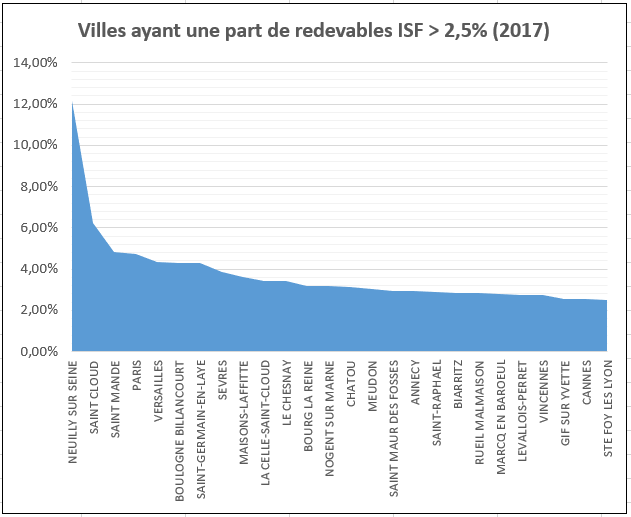 Villes ayant une part de redevables ISF > 2,5% (2017)
14,00%
12,00%
10,00%
8,00%
6,00%
4,00%
2,00%
0,00%
NEUILLY SUR SEINE
SAINT CLOUD
SAINT MANDE
PARIS
VERSAILLES
BOULOGNE BILLANCOURT
SAINT-GERMAIN-EN-LAYE
SEVRES
MAISONS-LAFFITTE
LA CELLE-SAINT-CLOUD
LE CHESNAY
BOURG LA REINE
NOGENT SUR MARNE
CHATOU
MEUDON
SAINT MAUR DES FOSSES
ANNECY
SAINT-RAPHAEL
BIARRITZ
RUEIL MALMAISON
MARCQ EN BAROEUL
LEVALLOIS-PERRET
VINCENNES
GIF SUR YVETTE
CANNES
STE FOY LES LYON